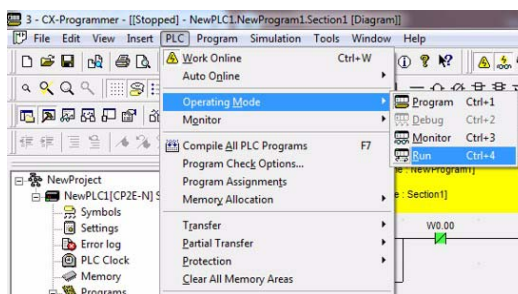 3 - CX-Programmer - [[Stopped] - NewPLC1.NewProgram1.Section1 [Diagram]]
File Edit View Insert PLC Program Simulation Tools Window Help
Work Online Ctrl+W
Auto Online
Operating Mode
Program Ctrl+1
Debug Ctrl+2
Monitor Ctrl+3
Run Ctrl+4
Monitor
Compile All PLC Programs F7
Program Check Options...
Program Assignments
Memory Allocation
Transfer
Partial Transfer
Protection
Clear All Memory Areas
NewProject
NewPLC1[CP2E-N] S
Symbols
Settings
Error log
PLC Clock
Memory
Programs
: Section1]
W0.00